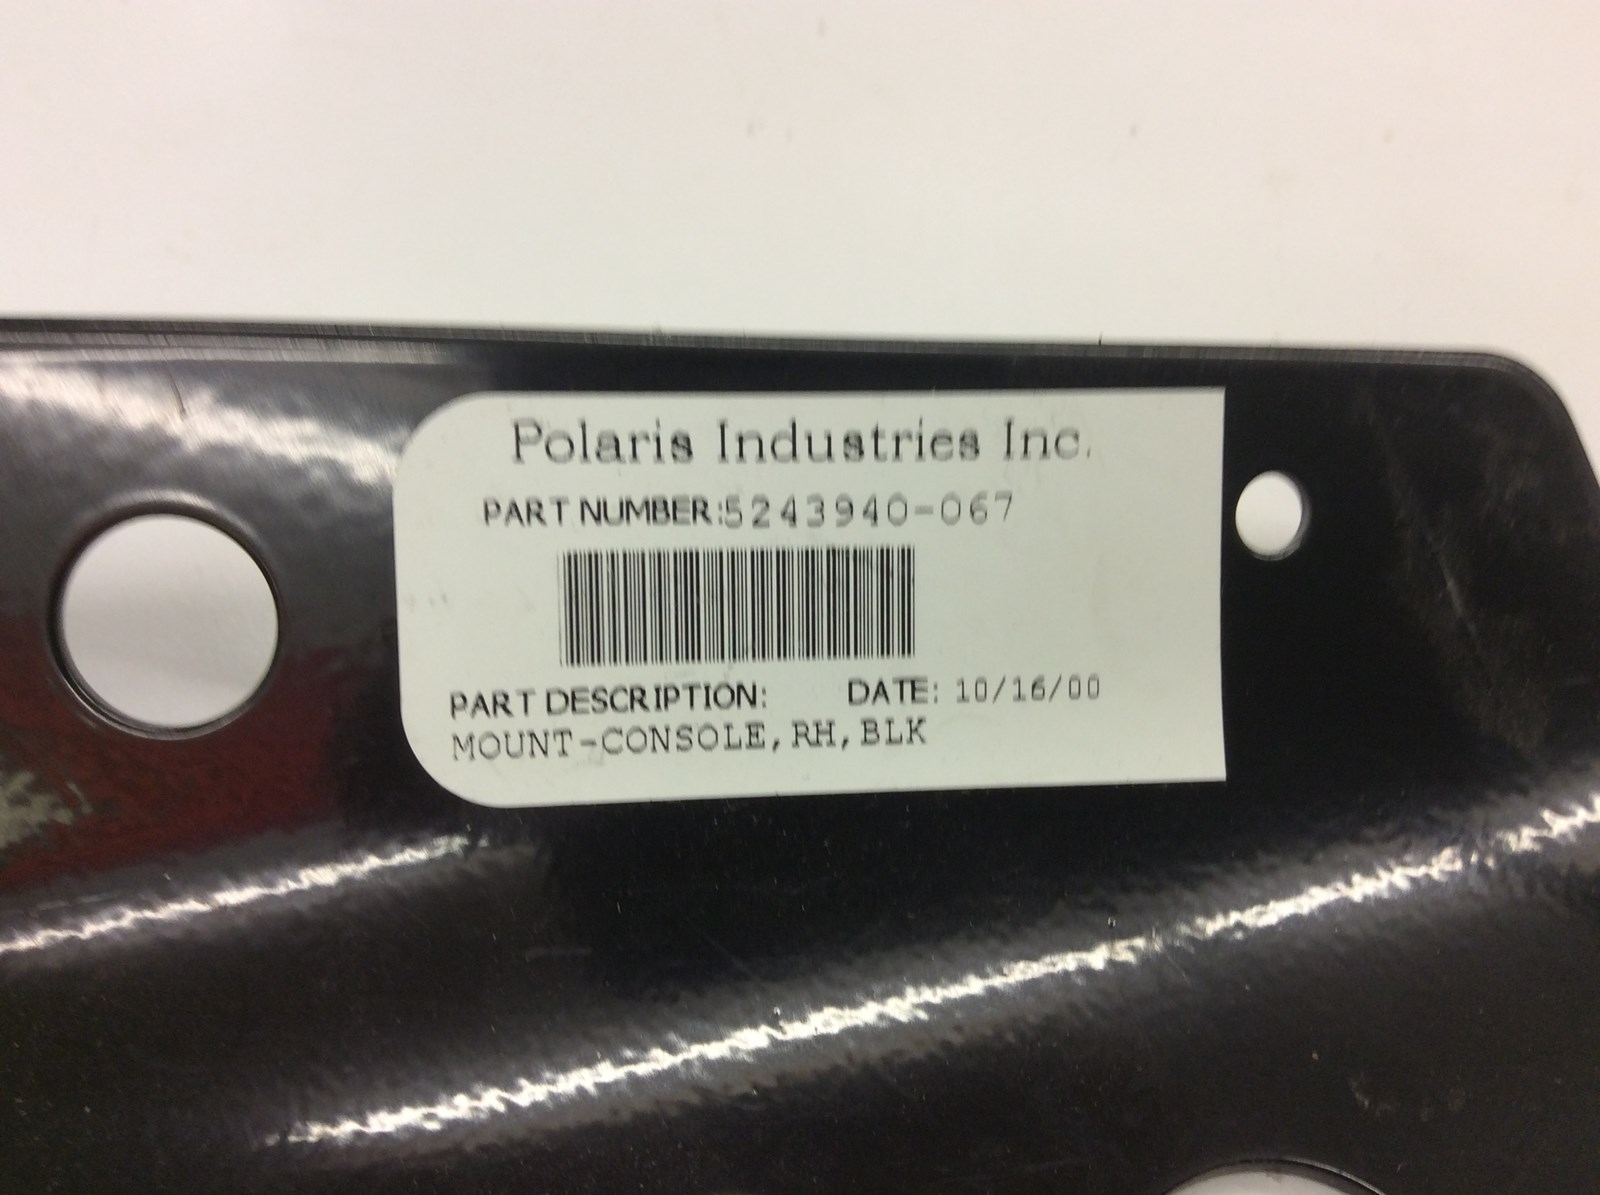 Polaris Industries Inc.
PART NUMBER:5243940-067
PART DESCRIPTION: DATE: 10/16/00
MOUNT-CONSOLE,RH,BLK